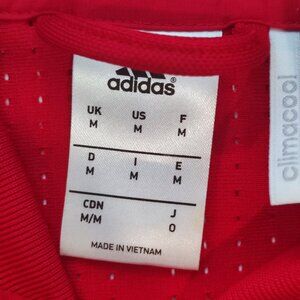 adidas®
UK US F
M M M
D I E
M M M
CDN J
M/M O
MADE IN VIETNAM
climacool